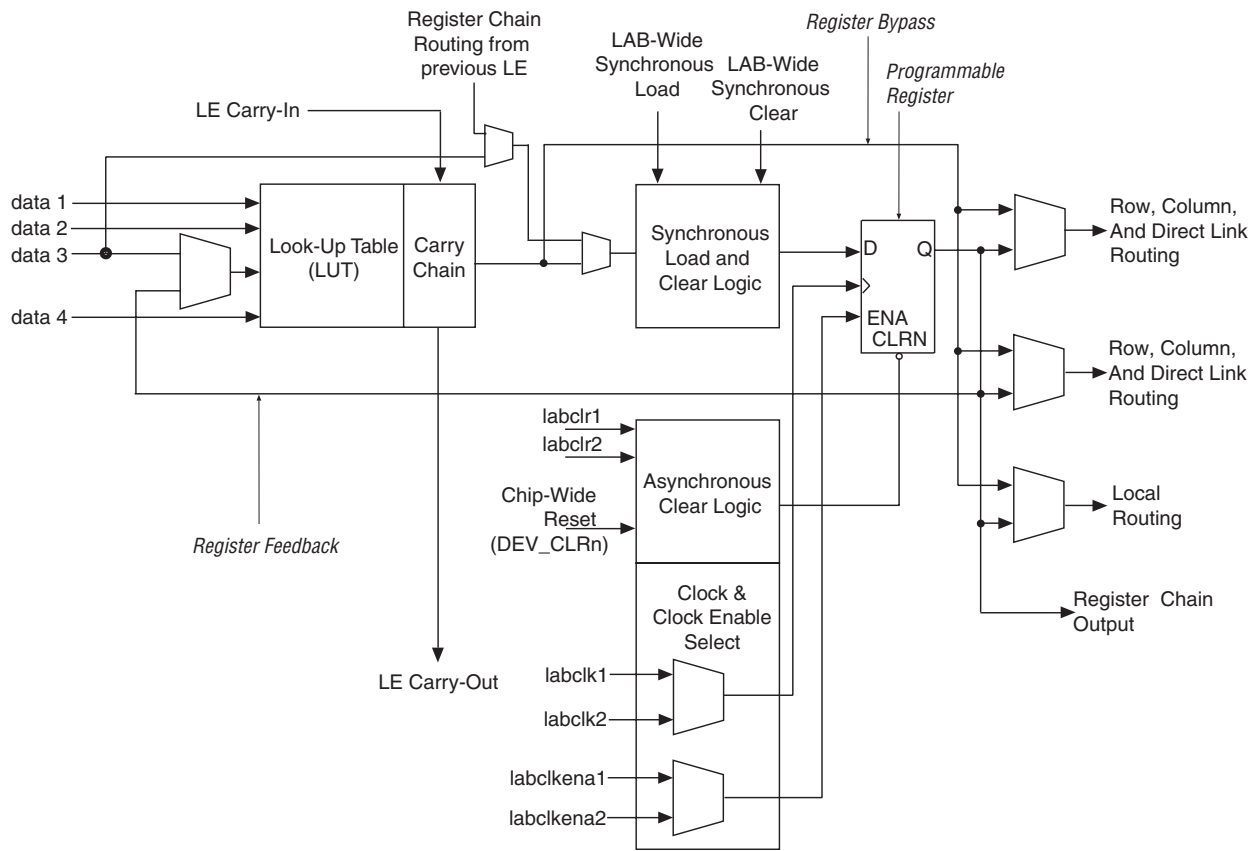 Register Chain
Routing from
previous LE
LAB-Wide
Synchronous
Load
LAB-Wide
Synchronous
Clear
Register Bypass
Programmable
Register
LE Carry-In
data 1
data 2
data 3
data 4
Look-Up Table
(LUT)
Carry
Chain
Synchronous
Load and
Clear Logic
D
Q
ENA
CLRN
Row, Column,
And Direct Link
Routing
Row, Column,
And Direct Link
Routing
Local
Routing
Register Chain
Output
Register Feedback
labclr1
labclr2
Chip-Wide
Reset
(DEV_CLRn)
Asynchronous
Clear Logic
Clock &
Clock Enable
Select
LE Carry-Out
labclk1
labclk2
labclkena1
labclkena2